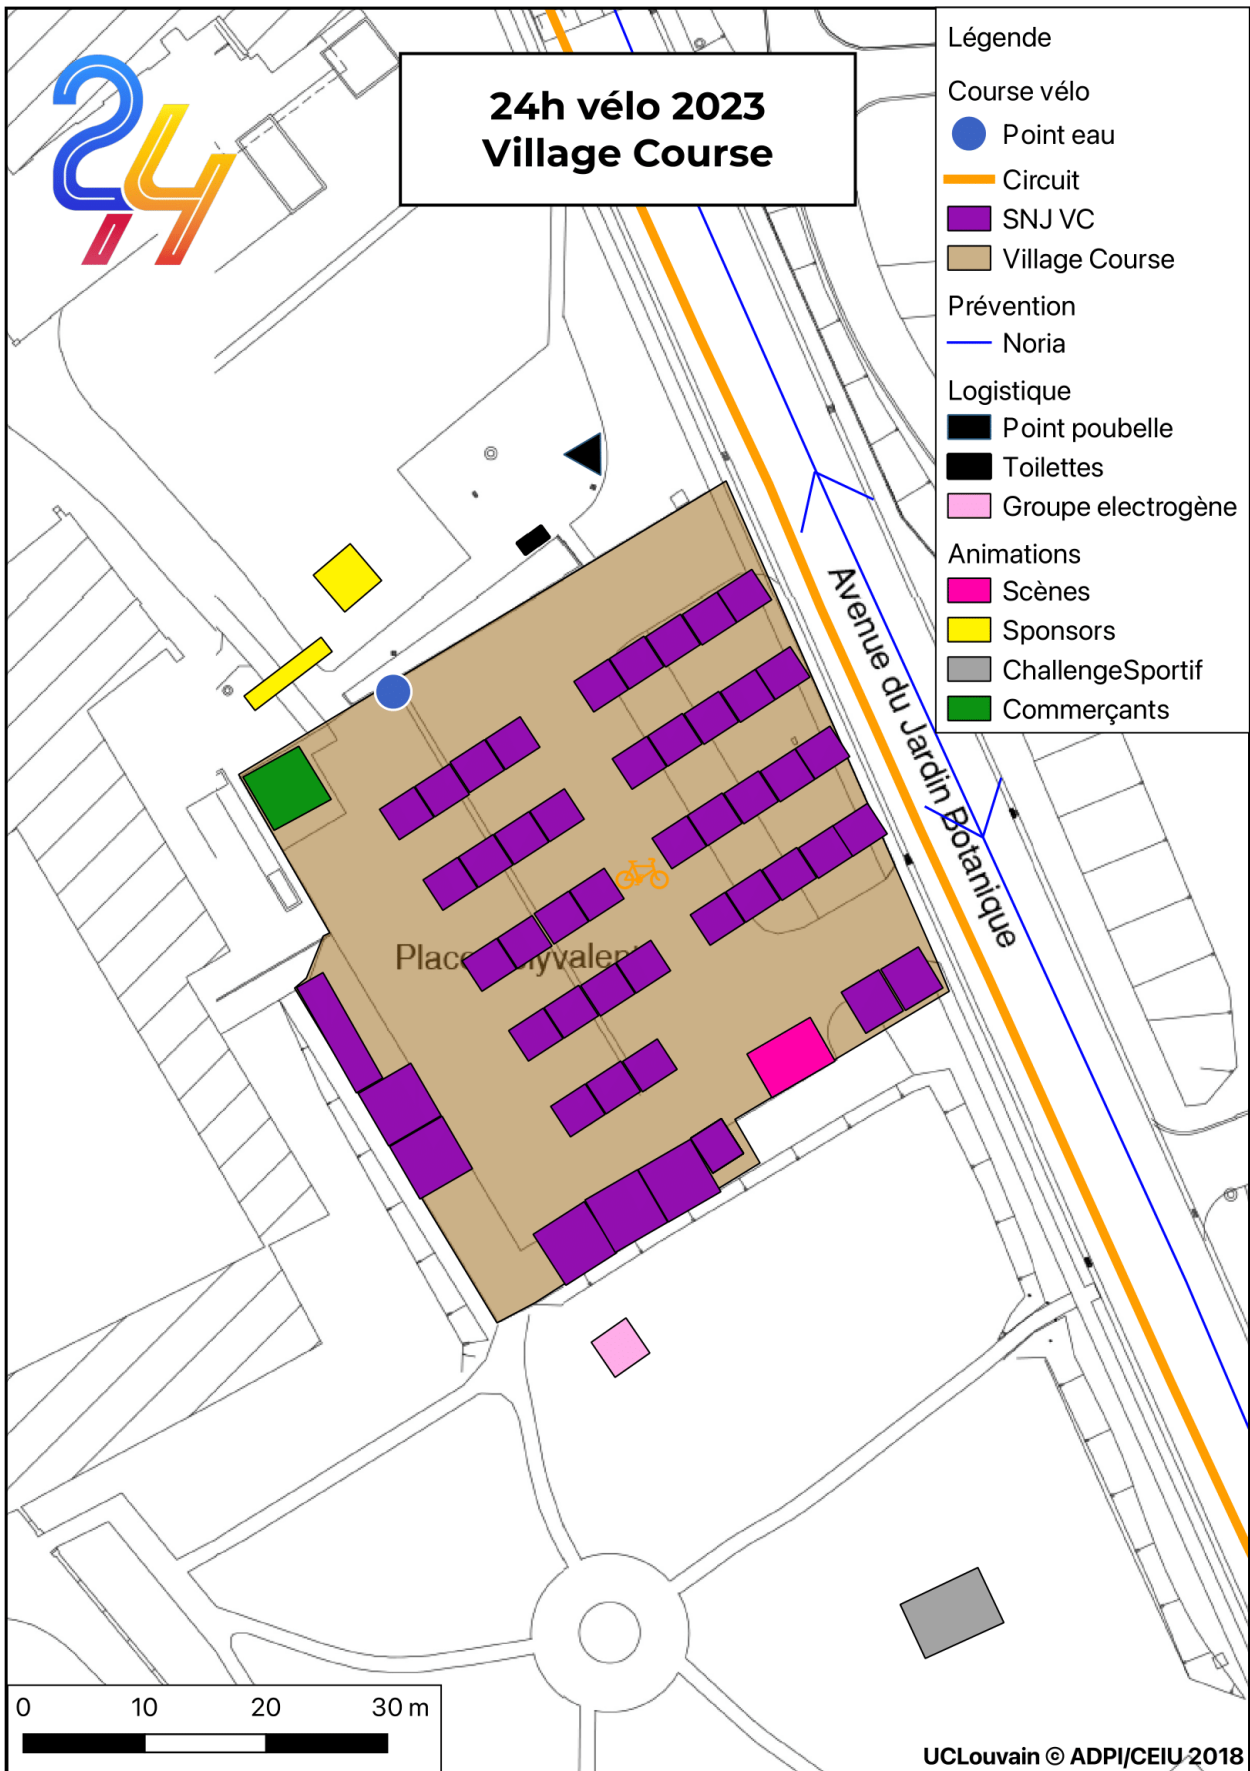 24
24h vélo 2023
Village Course
Légende
Course vélo
Point eau
Circuit
SNJ VC
Village Course
Prévention
Noria
Logistique
Point poubelle
Toilettes
Groupe electrogène
Animations
Scènes
Sponsors
ChallengeSportif
Commerçants
Avenue du Jardin Botanique
Place
0 10 20 30 m
UCLouvain © ADPI/CEIU 2018